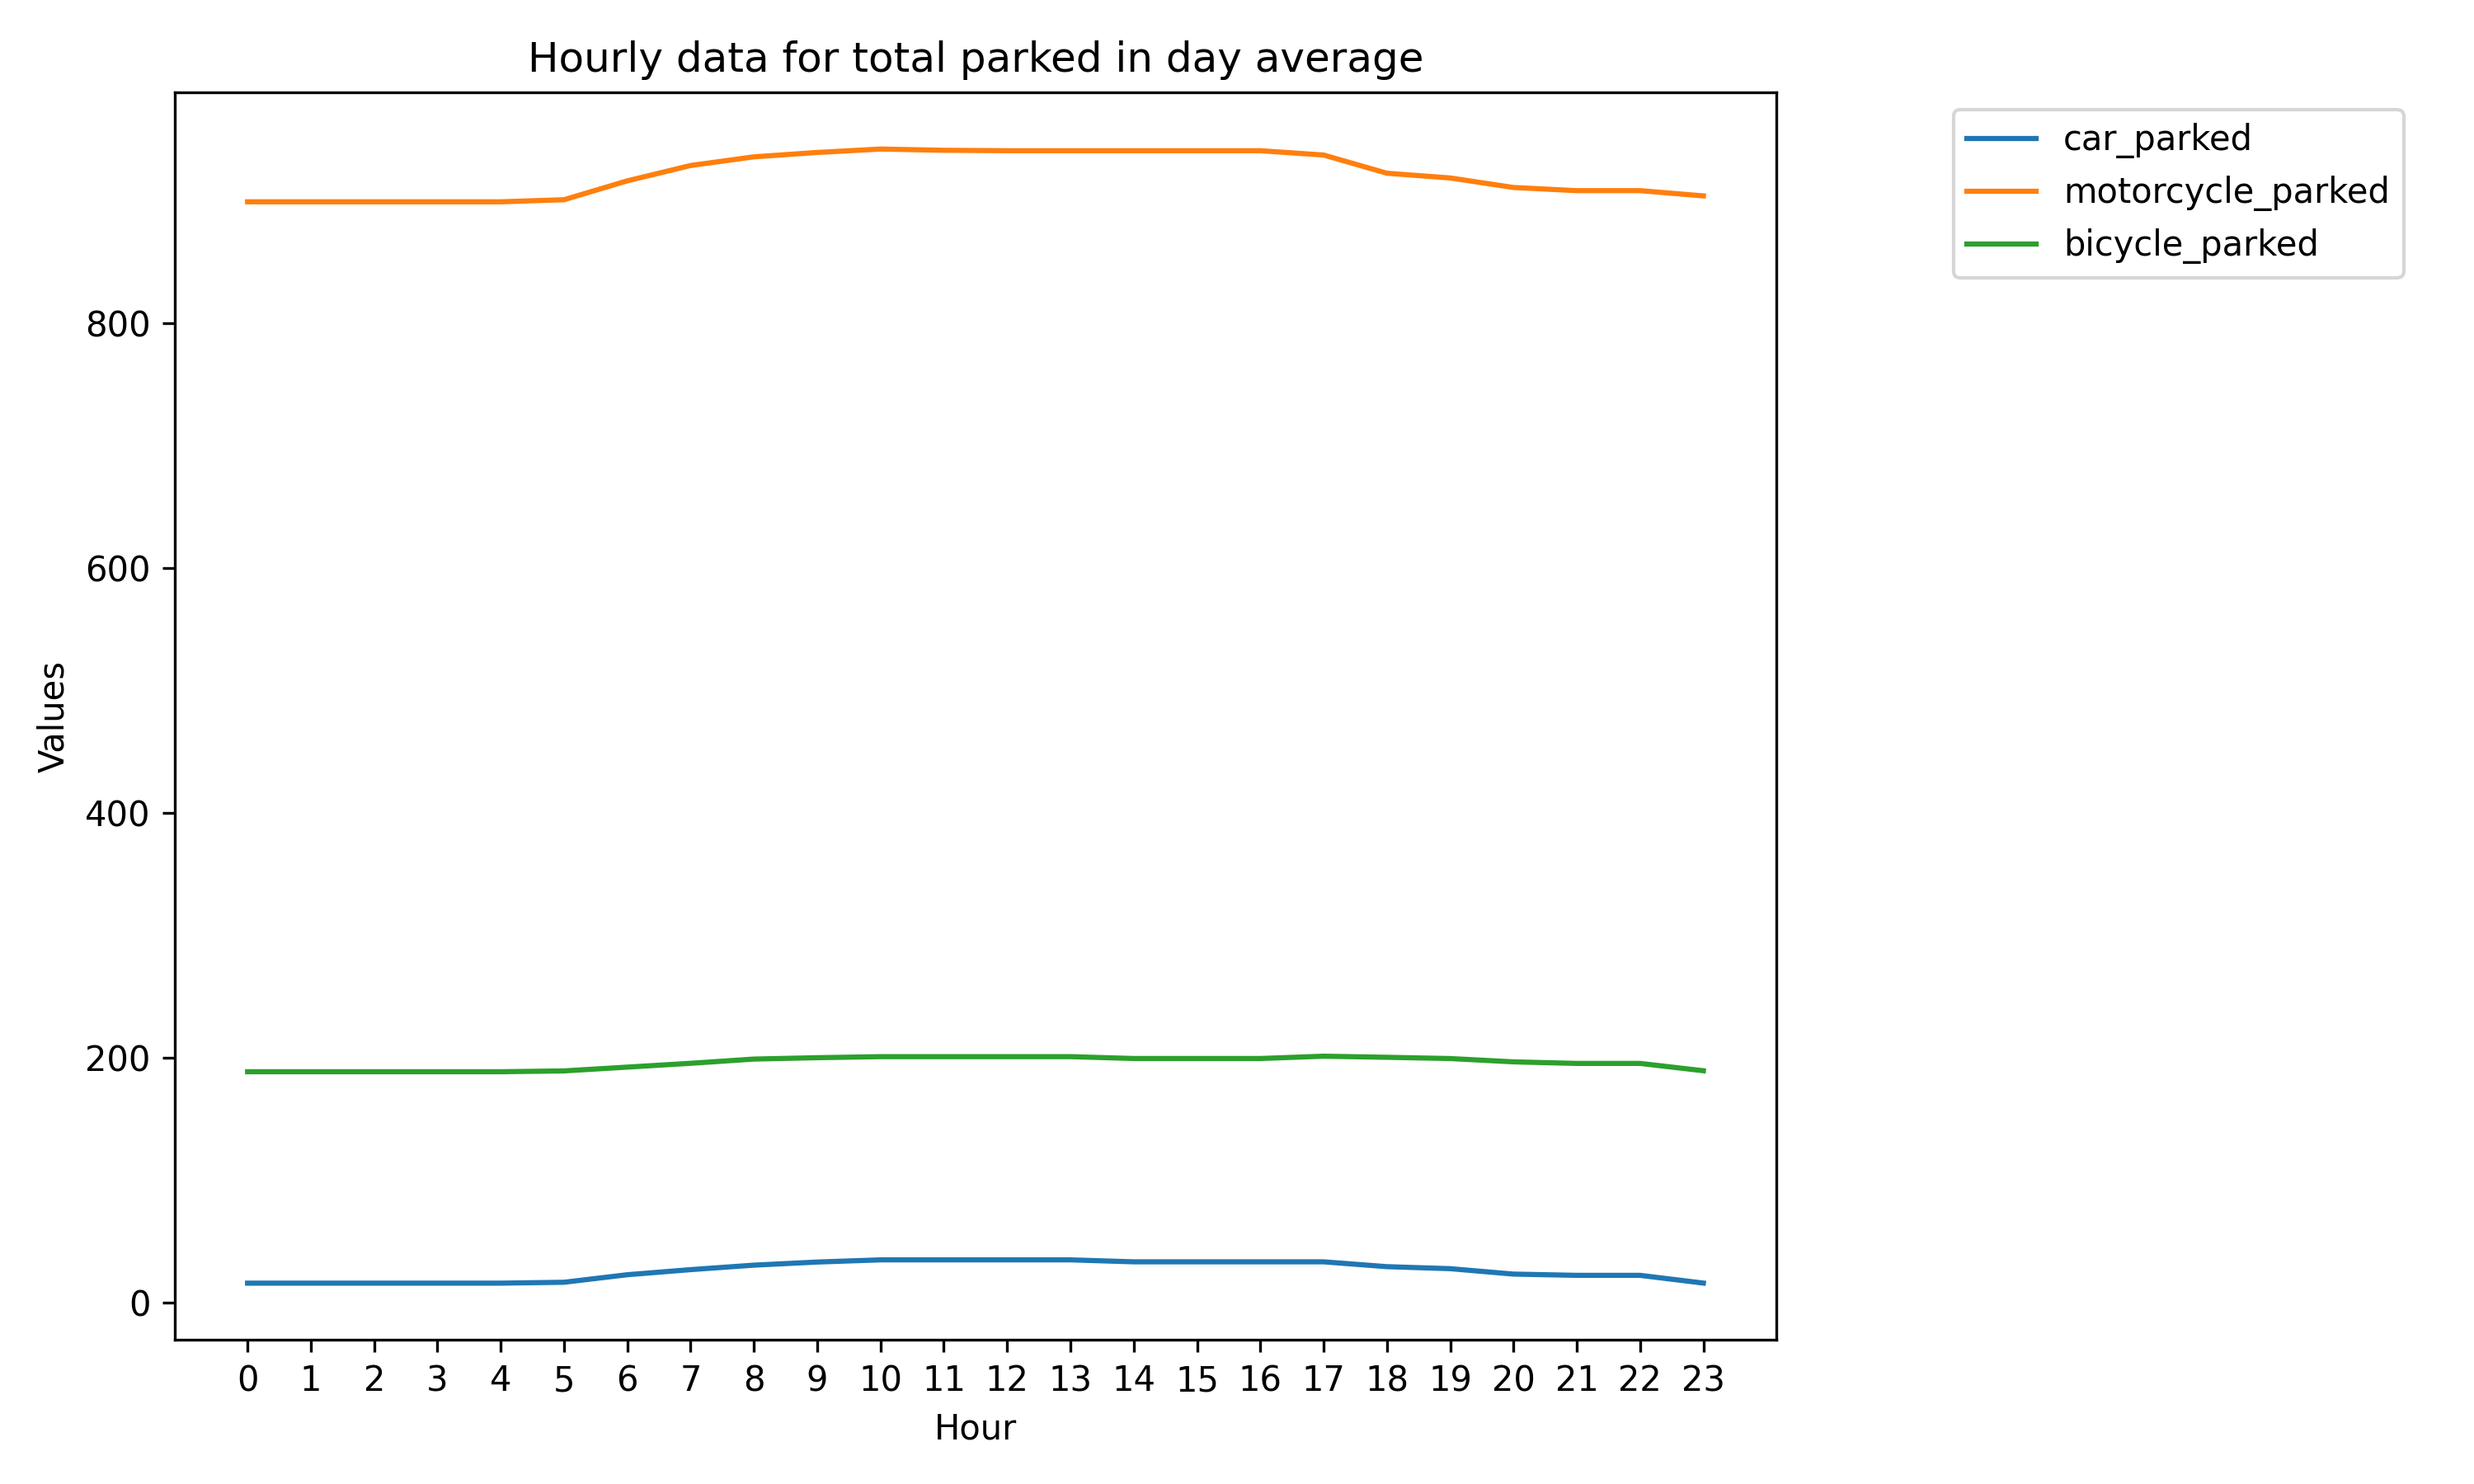 Hourly data for total parked in day average
car_parked
motorcycle_parked
bicycle_parked
800
600
400
200
0
Values
0 1 2 3 4 5 6 7 8 9 10 11 12 13 14 15 16 17 18 19 20 21 22 23
Hour